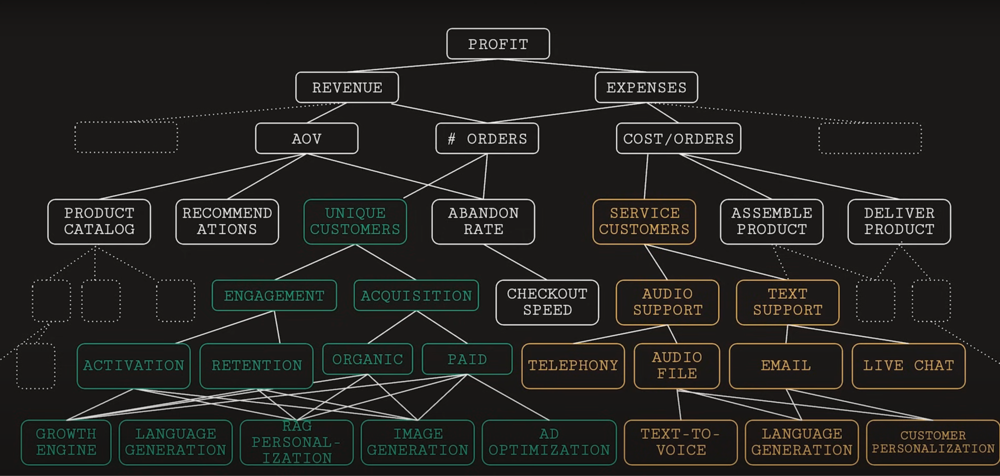 PROFIT
REVENUE
EXPENSES
AOV
# ORDERS
COST/ORDERS
PRODUCT
CATALOG
RECOMMEND
ATIONS
UNIQUE
CUSTOMERS
ABANDON
RATE
SERVICE
CUSTOMERS
ASSEMBLE
PRODUCT
DELIVER
PRODUCT
ENGAGEMENT
ACQUISITION
CHECKOUT
SPEED
AUDIO
SUPPORT
TEXT
SUPPORT
ACTIVATION
RETENTION
ORGANIC
PAID
TELEPHONY
AUDIO
FILE
EMAIL
LIVE CHAT
GROWTH
ENGINE
LANGUAGE
GENERATION
RAG
PERSONAL-
IZATION
IMAGE
GENERATION
AD
OPTIMIZATION
TEXT-TO-
VOICE
LANGUAGE
GENERATION
CUSTOMER
PERSONALIZATION